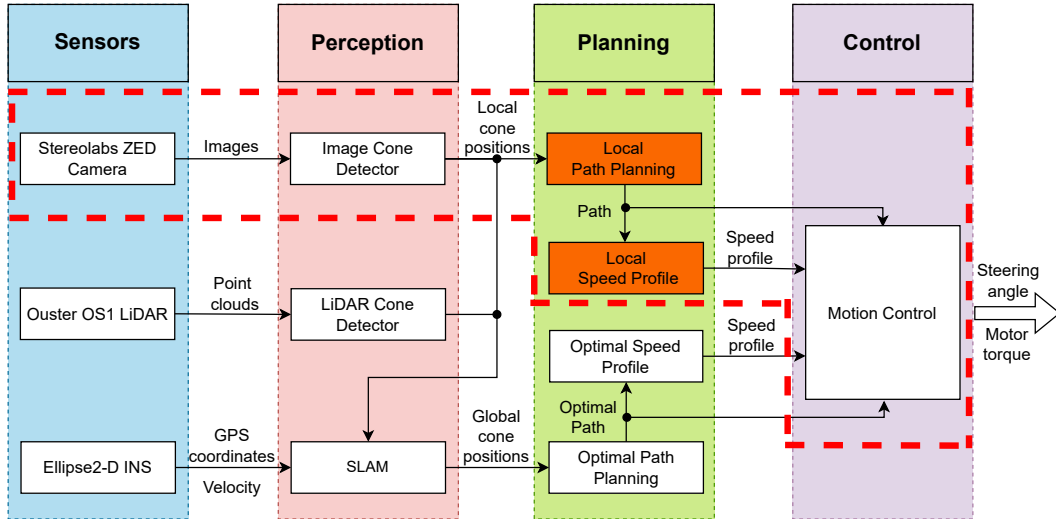 Sensors
Perception
Planning
Control
Stereolabs ZED
Camera
Images
Image Cone
Detector
Local
cone
positions
Local
Path Planning
Path
Local
Speed Profile
Speed
profile
Ouster OS1 LiDAR
Point
clouds
LiDAR Cone
Detector
Motion Control
Steering
angle
Motor
torque
Optimal Speed
Profile
Speed
profile
Optimal
Path
Ellipse2-D INS
GPS
coordinates
Velocity
SLAM
Global
cone
positions
Optimal Path
Planning